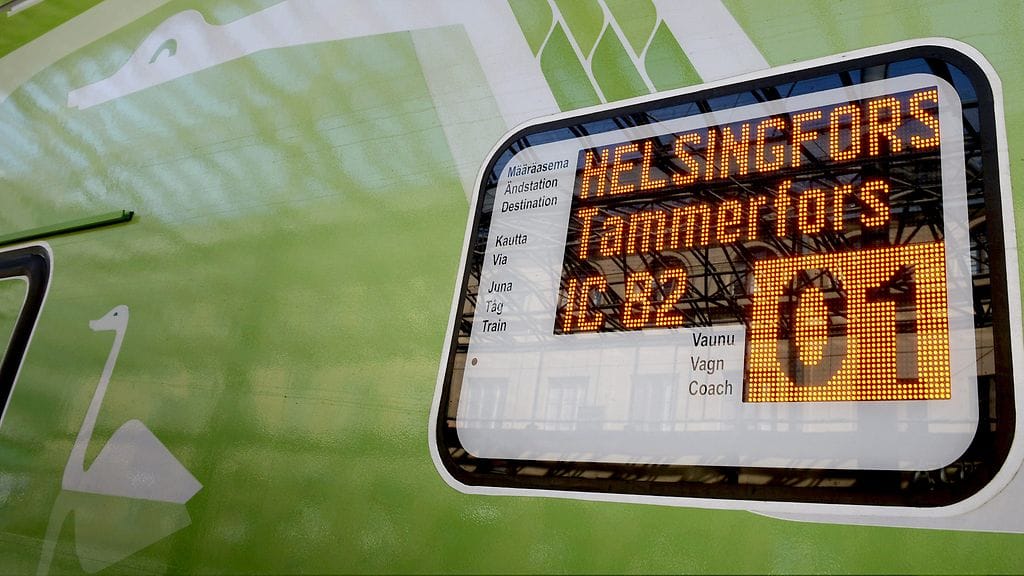 Määräasema
Ändstation
Destination
HELSINGFORS
Kautta
Via
Tammerfors
Juna
Tåg
Train
IC 82
Vaunu
Vagn
Coach
01